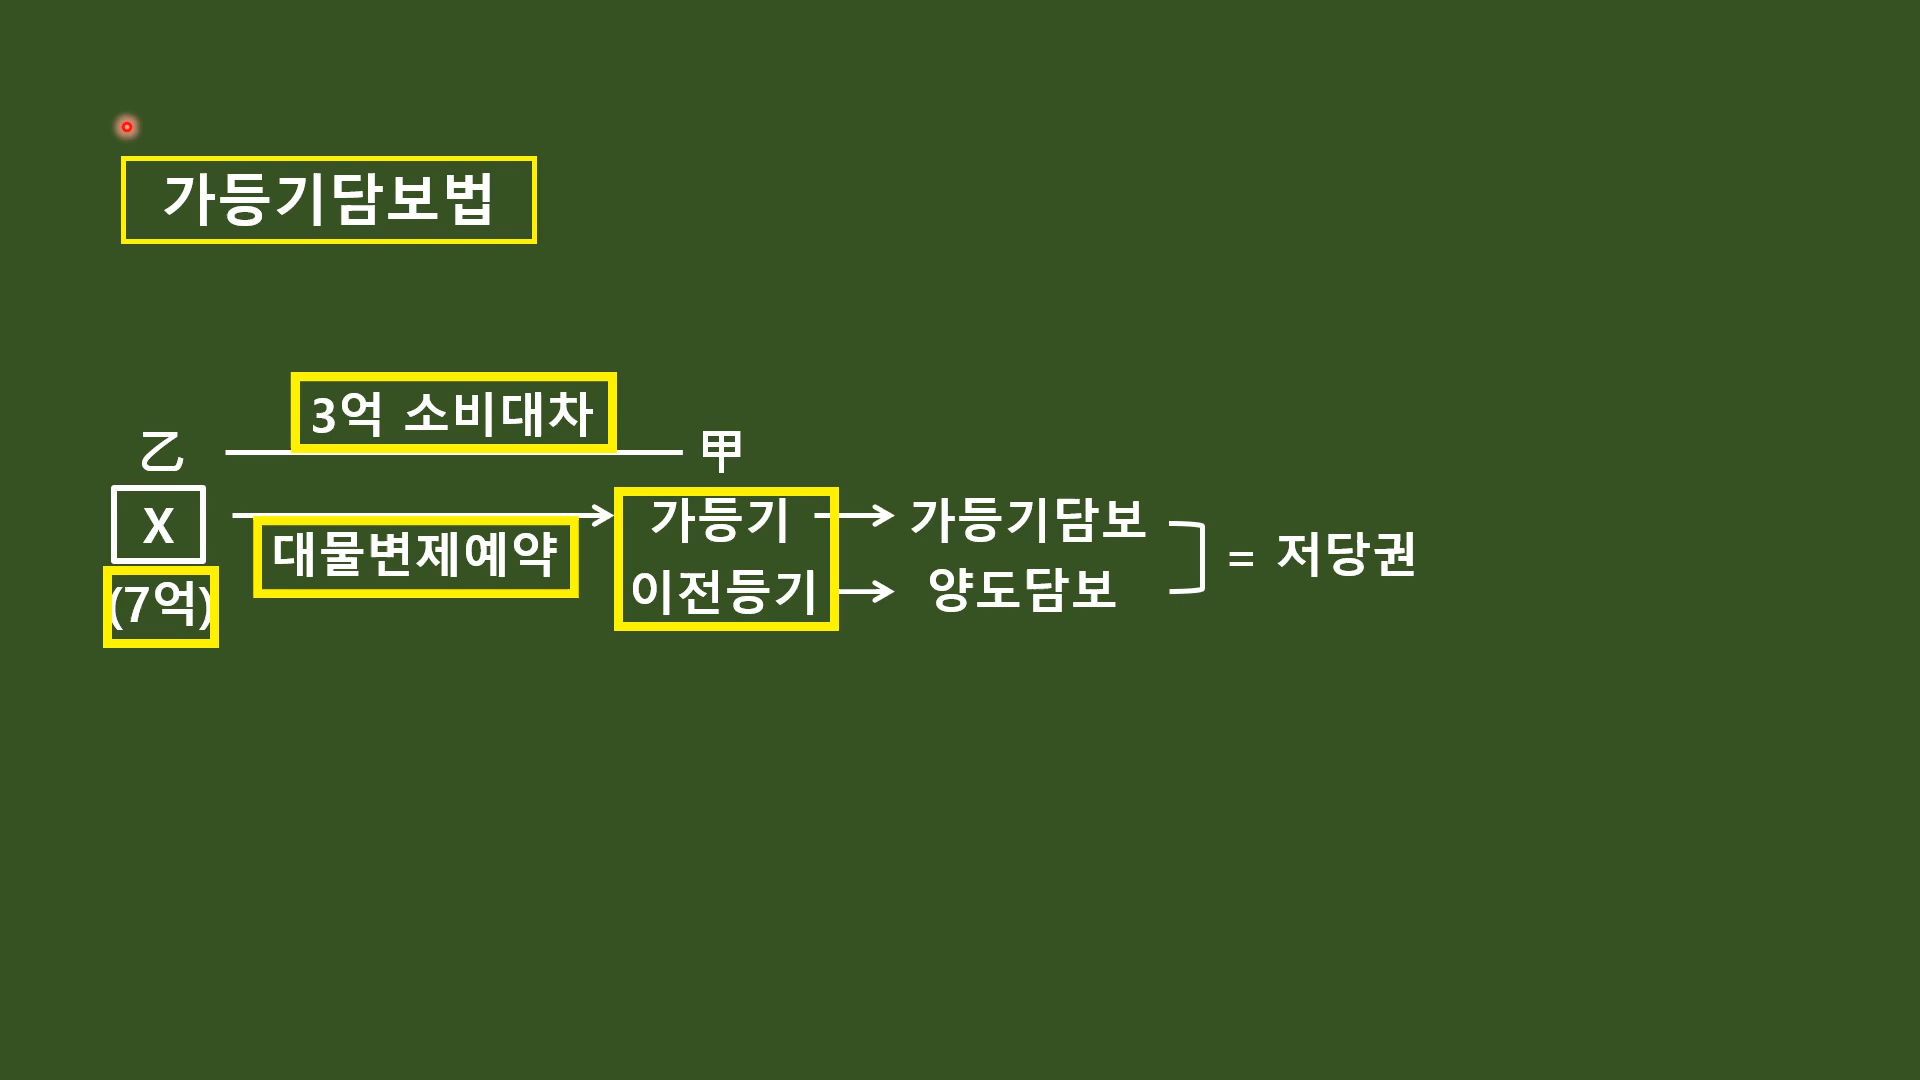 가등기담보법
3억 소비대차
乙 甲
X 가등기 가등기담보
대물변제예약 = 저당권
(7억) 이전등기 양도담보